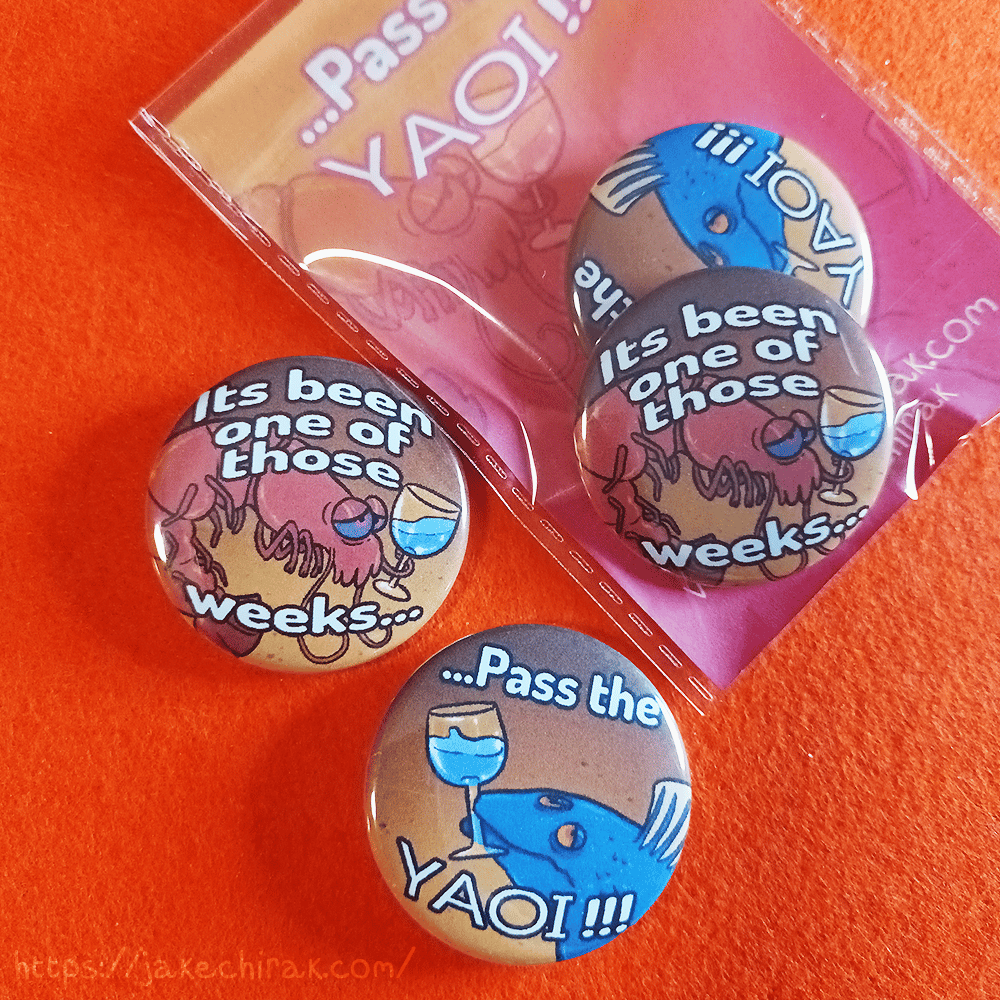 ...Pass
YAOI !!
YAOI !!!
the
Its been
one of
those
weeks...
Its been
one of
those
weeks...
...Pass the
YAOI !!!
https://jakechirak.com/